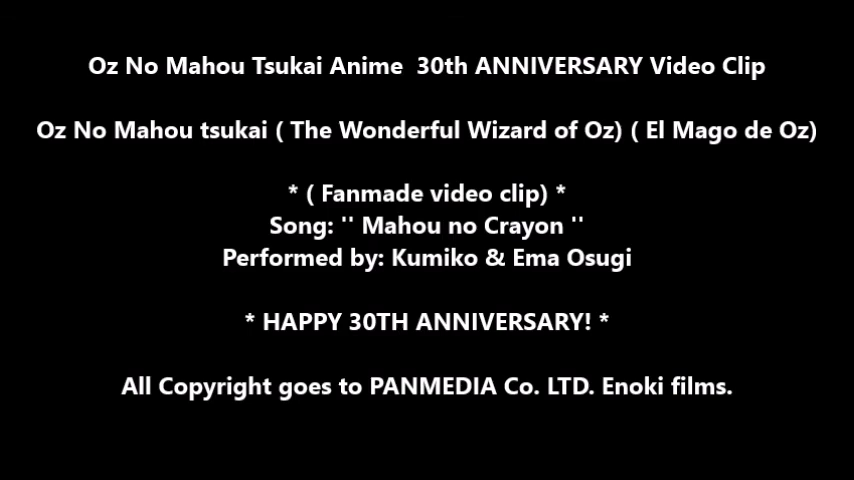 Oz No Mahou Tsukai Anime  30th ANNIVERSARY Video Clip
Oz No Mahou tsukai ( The Wonderful Wizard of Oz) ( El Mago de Oz)
* ( Fanmade video clip) *
Song: '' Mahou no Crayon ''
Performed by: Kumiko & Ema Osugi
* HAPPY 30TH ANNIVERSARY! *
All Copyright goes to PANMEDIA Co. LTD. Enoki films.